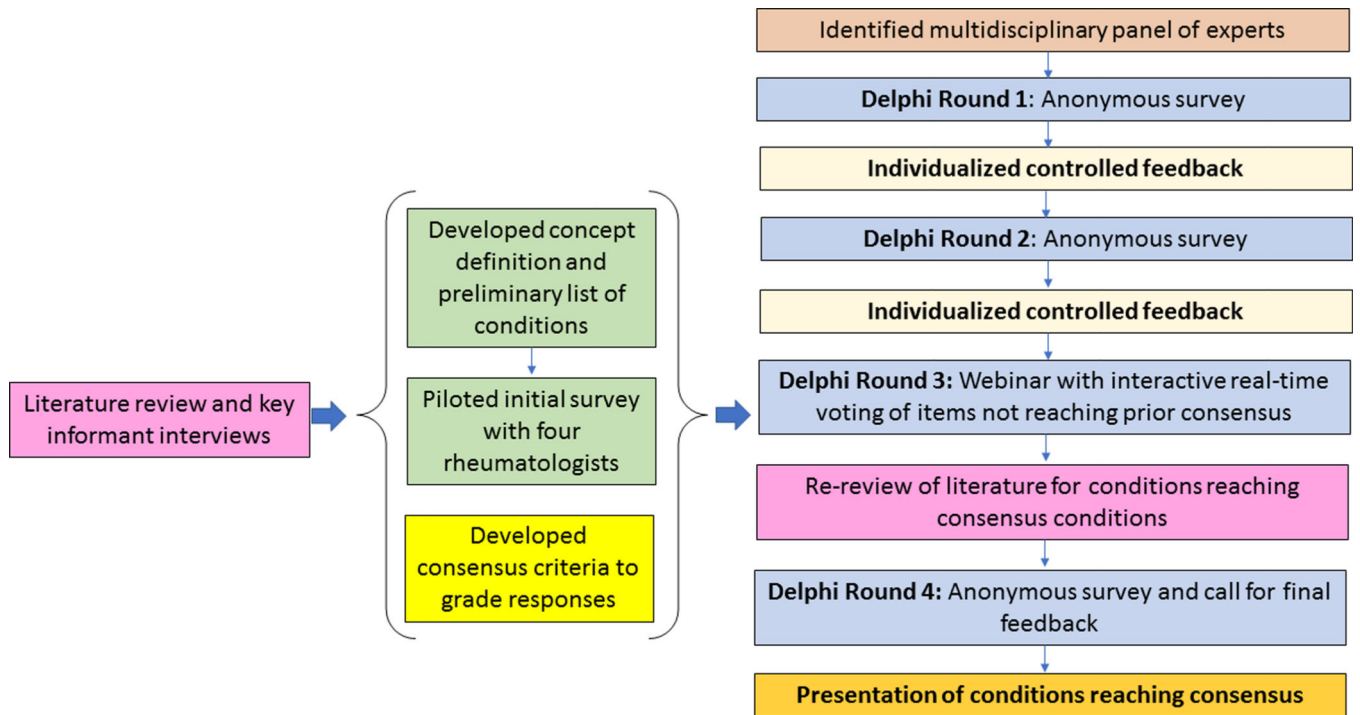 Literature review and key
informant interviews
Developed concept
definition and
preliminary list of
conditions
Piloted initial survey
with four
rheumatologists
Developed
consensus criteria to
grade responses
Identified multidisciplinary panel of experts
Delphi Round 1: Anonymous survey
Individualized controlled feedback
Delphi Round 2: Anonymous survey
Individualized controlled feedback
Delphi Round 3: Webinar with interactive real-time
voting of items not reaching prior consensus
Re-review of literature for conditions reaching
consensus conditions
Delphi Round 4: Anonymous survey and call for final
feedback
Presentation of conditions reaching consensus